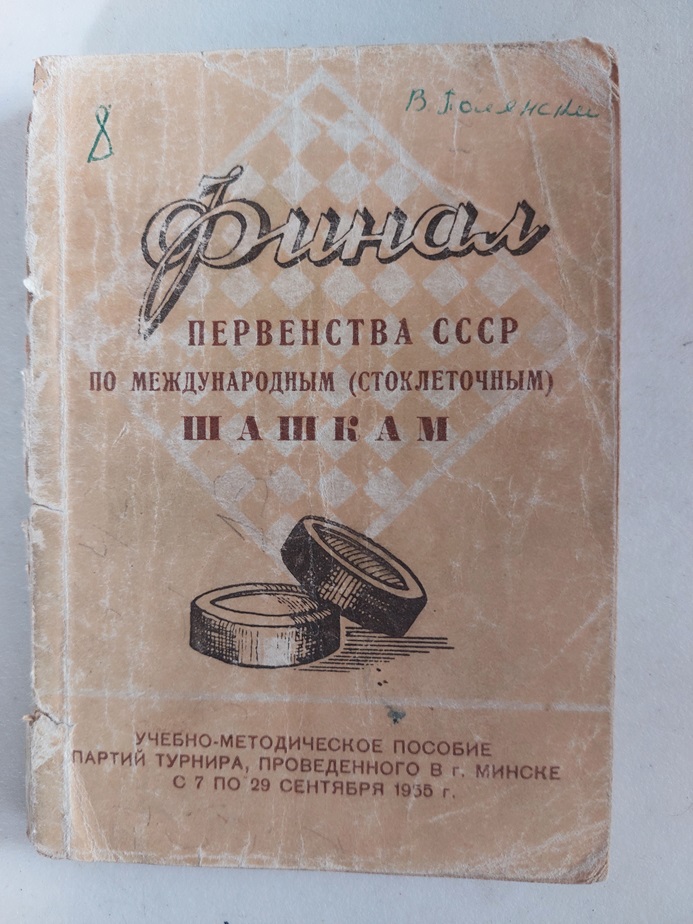 8
В.Голянский
Финал
ПЕРВЕНСТВА СССР
ПО МЕЖДУНАРОДНЫМ (СТОКЛЕТОЧНЫМ)
ШАШКАМ
УЧЕБНО-МЕТОДИЧЕСКОЕ ПОСОБИЕ
ПАРТИЙ ТУРНИРА, ПРОВЕДЕННОГО В г. МИНСКЕ
С 7 ПО 29 СЕНТЯБРЯ 1955 г.